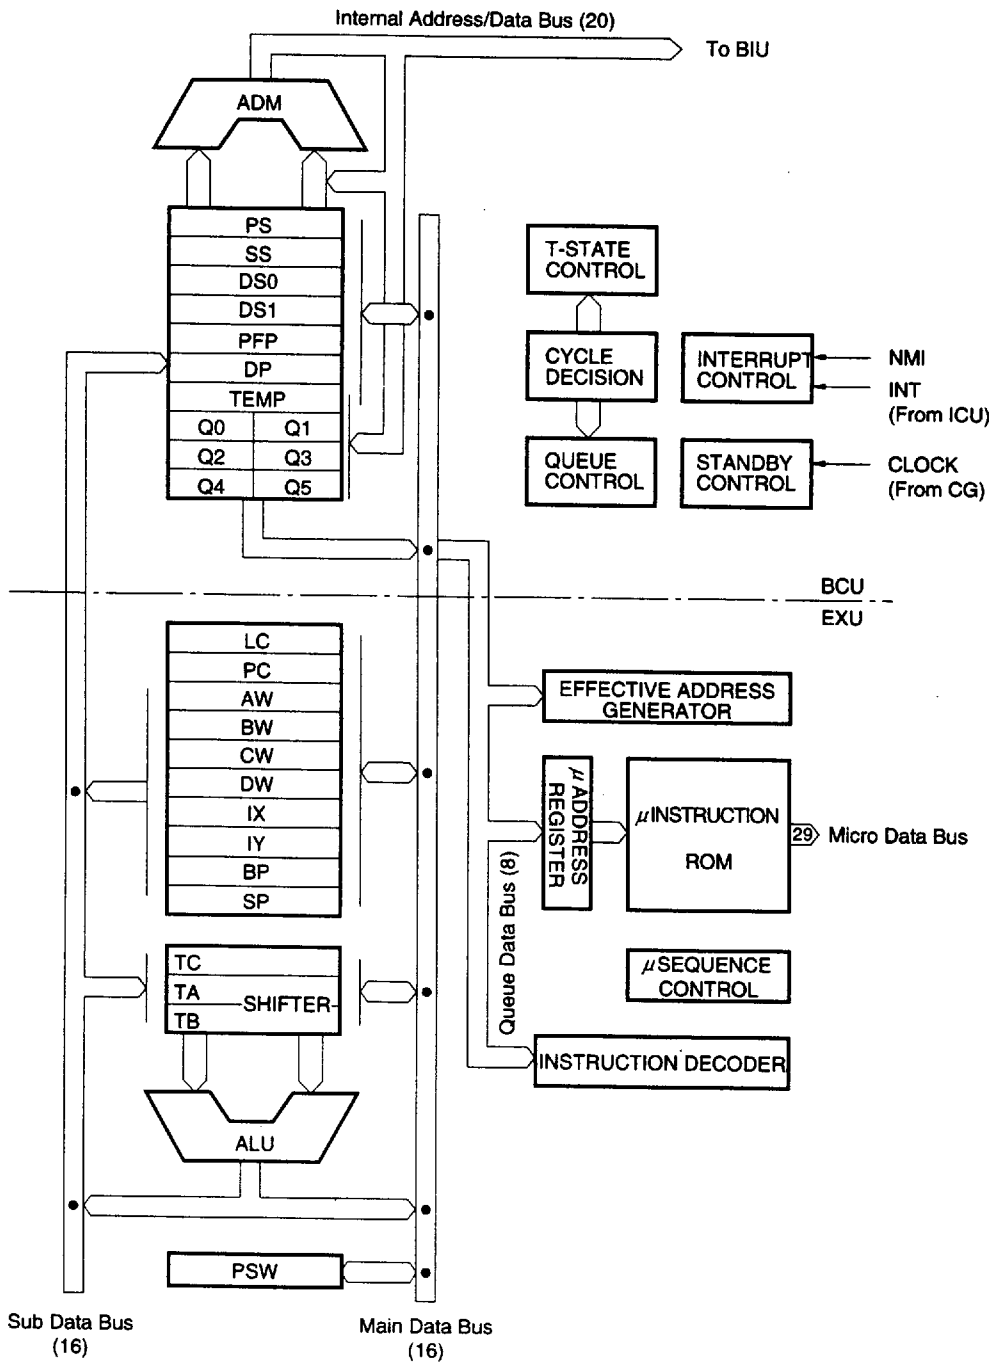 Internal Address/Data Bus (20)
To BIU
ADM
PS
SS
DS0
DS1
PFP
DP
TEMP
Q0 Q1
Q2 Q3
Q4 Q5
T-STATE
CONTROL
CYCLE
DECISION
QUEUE
CONTROL
INTERRUPT
CONTROL
NMI
INT
(From ICU)
STANDBY
CONTROL
CLOCK
(From CG)
BCU
EXU
LC
PC
AW
BW
CW
DW
IX
IY
BP
SP
EFFECTIVE ADDRESS
GENERATOR
μ ADDRESS
REGISTER
μ INSTRUCTION
ROM
29
Micro Data Bus
Queue Data Bus (8)
μ SEQUENCE
CONTROL
INSTRUCTION DECODER
TC
TA
SHIFTER
TB
ALU
PSW
Sub Data Bus
(16)
Main Data Bus
(16)